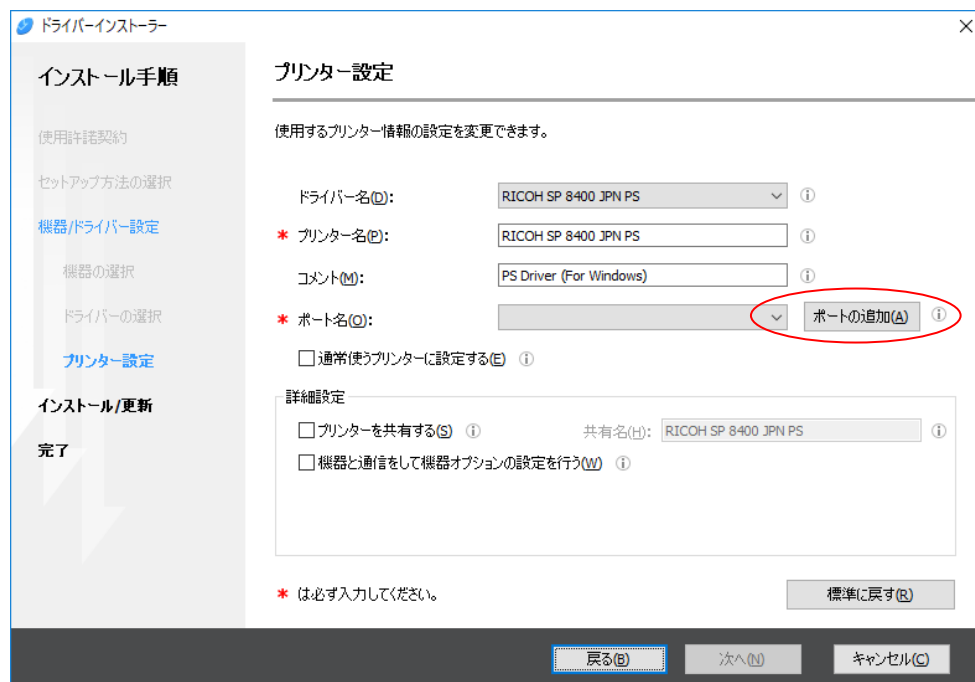 ドライバーインストーラー
インストール手順
使用許諾契約
セットアップ方法の選択
機器/ドライバー設定
機器の選択
ドライバーの選択
プリンター設定
インストール/更新
完了
プリンター設定
使用するプリンター情報の設定を変更できます。
ドライバー名(D): RICOH SP 8400 JPN PS
* プリンター名(P): RICOH SP 8400 JPN PS
コメント(M): PS Driver (For Windows)
* ポート名(O): ポートの追加(A)
通常使うプリンターに設定する(E)
詳細設定
プリンターを共有する(S) 共有名(H): RICOH SP 8400 JPN PS
機器と通信をして機器オプションの設定を行う(W)
* は必ず入力してください。 標準に戻す(R)
戻る(B) 次へ(N) キャンセル(C)